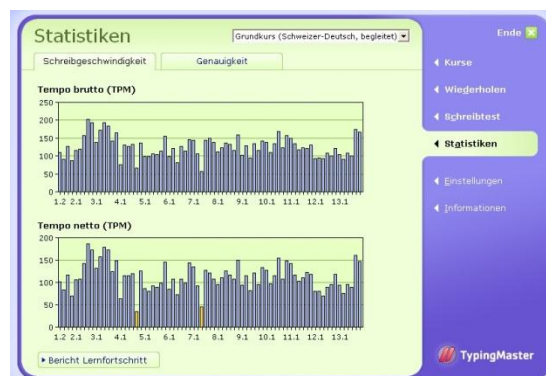 Statistiken
Grundkurs (Schweizer-Deutsch, begleitet)
Ende
Schreibgeschwindigkeit
Genauigkeit
Kurse
Wiederholen
Schreibtest
Statistiken
Einstellungen
Informationen
Tempo brutto (TPM)
250
200
150
100
50
0
1.2 2.1 3.1 4.1 5.1 6.1 7.1 8.1 9.1 10.1 11.1 12.1 13.1
Tempo netto (TPM)
200
150
100
50
0
1.2 2.1 3.1 4.1 5.1 6.1 7.1 8.1 9.1 10.1 11.1 12.1 13.1
Bericht Lernfortschritt
TypingMaster